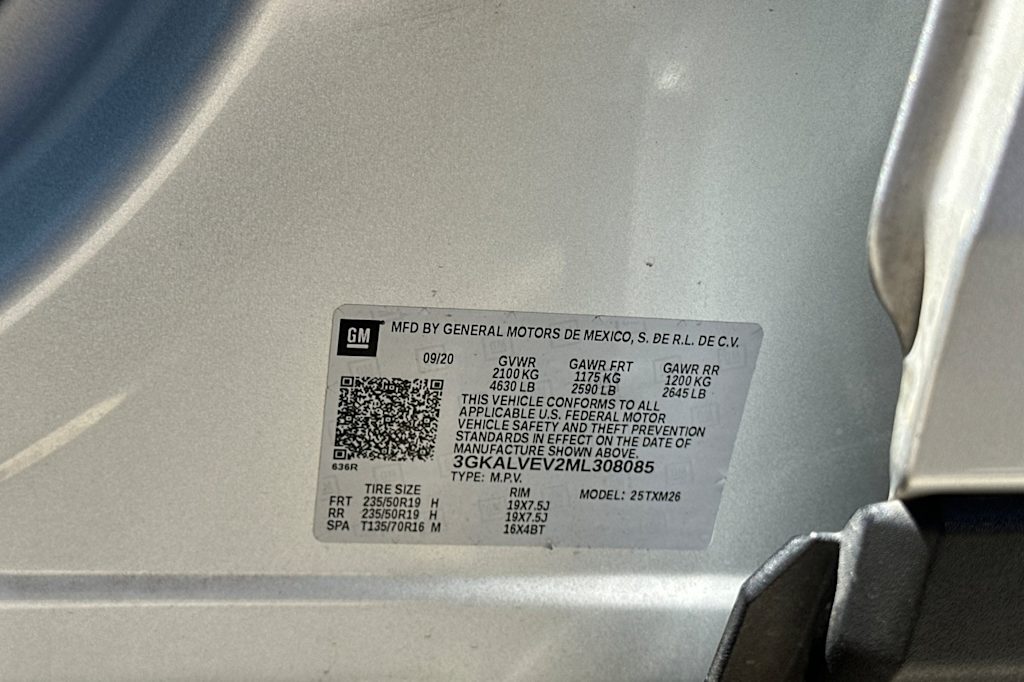 GM
MFD BY GENERAL MOTORS DE MEXICO, S. DE R.L. DE C.V.
09/20 GVWR GAWR FRT GAWR RR
2100 KG 1175 KG 1200 KG
4630 LB 2590 LB 2645 LB
THIS VEHICLE CONFORMS TO ALL
APPLICABLE U.S. FEDERAL MOTOR
VEHICLE SAFETY AND THEFT PREVENTION
STANDARDS IN EFFECT ON THE DATE OF
MANUFACTURE SHOWN ABOVE.
636R 3GKALVEV2ML308085
TYPE: M.P.V.
TIRE SIZE RIM MODEL: 25TXM26
FRT 235/50R19 H 19X7.5J
RR 235/50R19 H 19X7.5J
SPA T135/70R16 M 16X4BT